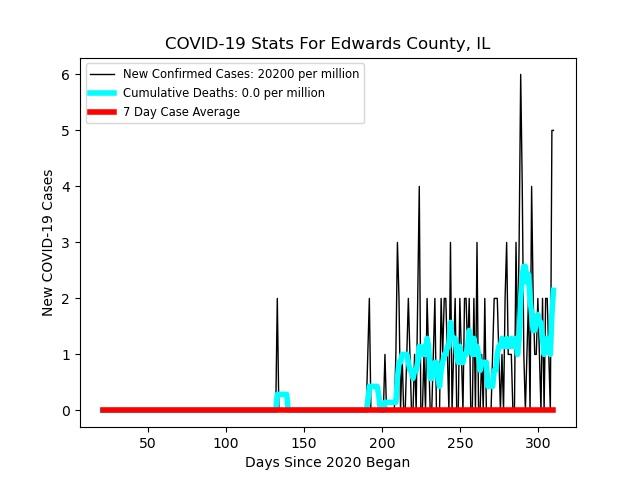 COVID-19 Stats For Edwards County, IL
New Confirmed Cases: 20200 per million
Cumulative Deaths: 0.0 per million
7 Day Case Average
New COVID-19 Cases
6
5
4
3
2
1
0
50 100 150 200 250 300
Days Since 2020 Began